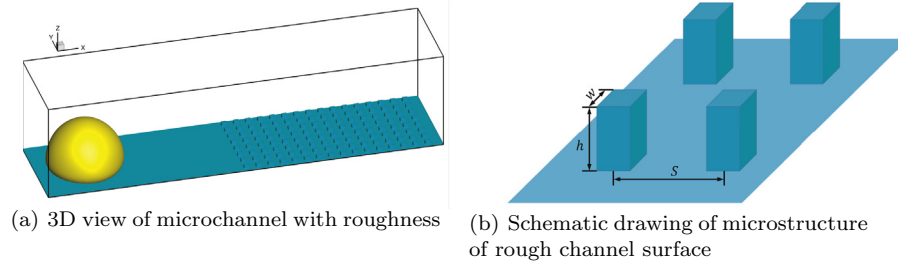 Z
Y
X
(a) 3D view of microchannel with roughness
w
h
S
(b) Schematic drawing of microstructure
of rough channel surface